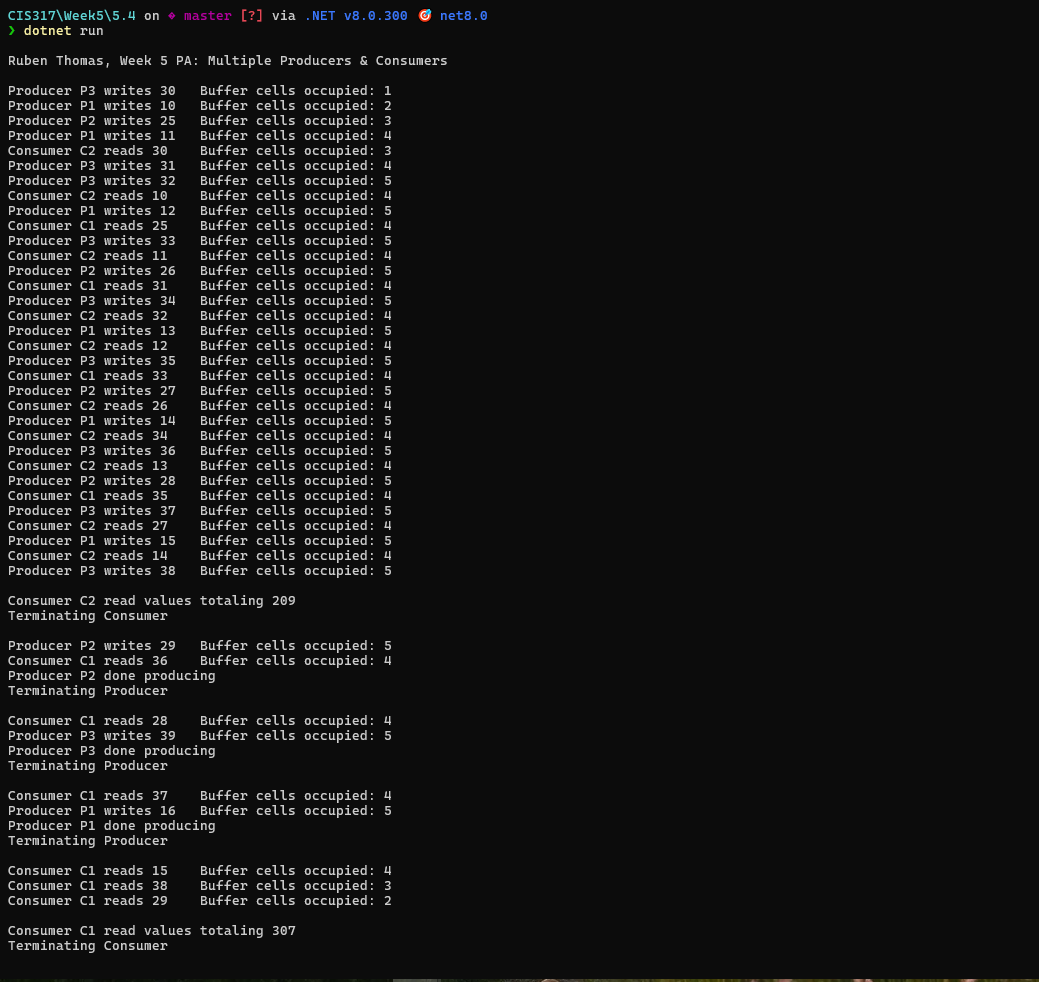 CIS317\Week5\5.4 on � master [?] via .NET v8.0.300 🎯 net8.0
❯ dotnet run
Ruben Thomas, Week 5 PA: Multiple Producers & Consumers
Producer P3 writes 30   Buffer cells occupied: 1
Producer P1 writes 10   Buffer cells occupied: 2
Producer P2 writes 25   Buffer cells occupied: 3
Producer P1 writes 11   Buffer cells occupied: 4
Consumer C2 reads 30    Buffer cells occupied: 3
Producer P3 writes 31   Buffer cells occupied: 4
Producer P3 writes 32   Buffer cells occupied: 5
Consumer C2 reads 10    Buffer cells occupied: 4
Producer P1 writes 12   Buffer cells occupied: 5
Consumer C1 reads 25    Buffer cells occupied: 4
Producer P3 writes 33   Buffer cells occupied: 5
Consumer C2 reads 11    Buffer cells occupied: 4
Producer P2 writes 26   Buffer cells occupied: 5
Consumer C1 reads 31    Buffer cells occupied: 4
Producer P3 writes 34   Buffer cells occupied: 5
Consumer C2 reads 32    Buffer cells occupied: 4
Producer P1 writes 13   Buffer cells occupied: 5
Consumer C2 reads 12    Buffer cells occupied: 4
Producer P3 writes 35   Buffer cells occupied: 5
Consumer C1 reads 33    Buffer cells occupied: 4
Producer P2 writes 27   Buffer cells occupied: 5
Consumer C2 reads 26    Buffer cells occupied: 4
Producer P1 writes 14   Buffer cells occupied: 5
Consumer C2 reads 34    Buffer cells occupied: 4
Producer P3 writes 36   Buffer cells occupied: 5
Consumer C2 reads 13    Buffer cells occupied: 4
Producer P2 writes 28   Buffer cells occupied: 5
Consumer C1 reads 35    Buffer cells occupied: 4
Producer P3 writes 37   Buffer cells occupied: 5
Consumer C2 reads 27    Buffer cells occupied: 4
Producer P1 writes 15   Buffer cells occupied: 5
Consumer C2 reads 14    Buffer cells occupied: 4
Producer P3 writes 38   Buffer cells occupied: 5
Consumer C2 read values totaling 209
Terminating Consumer
Producer P2 writes 29   Buffer cells occupied: 5
Consumer C1 reads 36    Buffer cells occupied: 4
Producer P2 done producing
Terminating Producer
Consumer C1 reads 28    Buffer cells occupied: 4
Producer P3 writes 39   Buffer cells occupied: 5
Producer P3 done producing
Terminating Producer
Consumer C1 reads 37    Buffer cells occupied: 4
Producer P1 writes 16   Buffer cells occupied: 5
Producer P1 done producing
Terminating Producer
Consumer C1 reads 15    Buffer cells occupied: 4
Consumer C1 reads 38    Buffer cells occupied: 3
Consumer C1 reads 29    Buffer cells occupied: 2
Consumer C1 read values totaling 307
Terminating Consumer